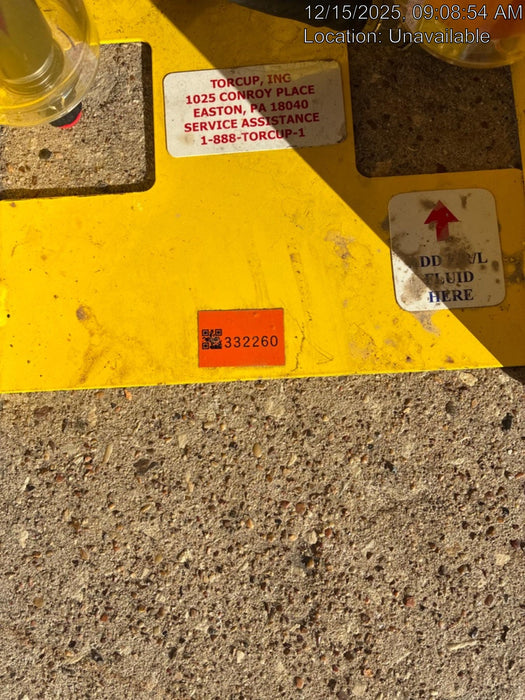 12/15/2025, 09:08:54 AM
Location: Unavailable
TORCUP, INC
1025 CONROY PLACE
EASTON, PA 18040
SERVICE ASSISTANCE
1-888-TORCUP-1
FLUID
HERE
332260